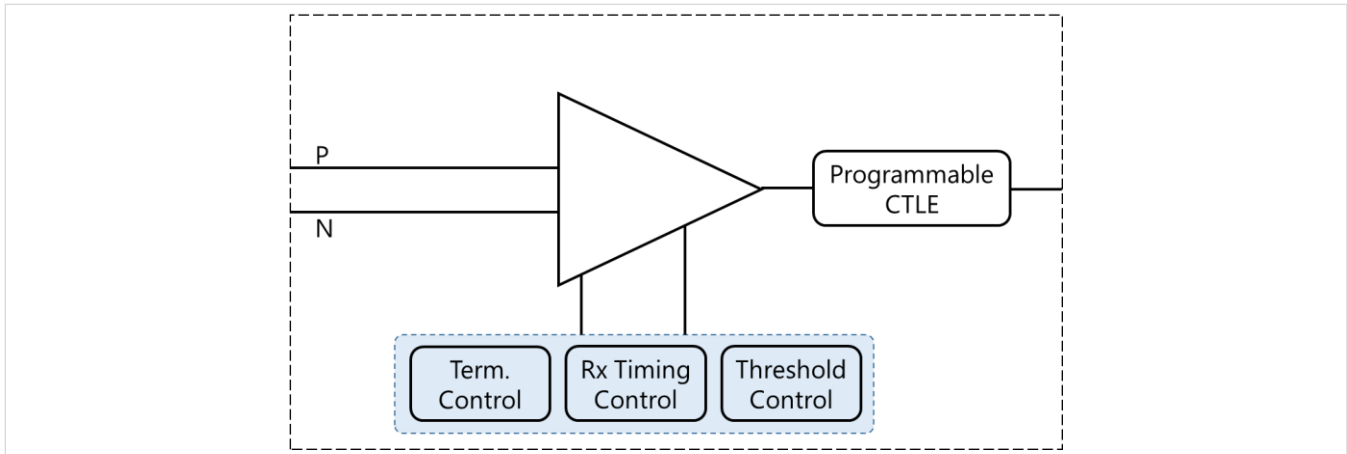 P
N
Programmable
CTLE
Term.
Control
Rx Timing
Control
Threshold
Control